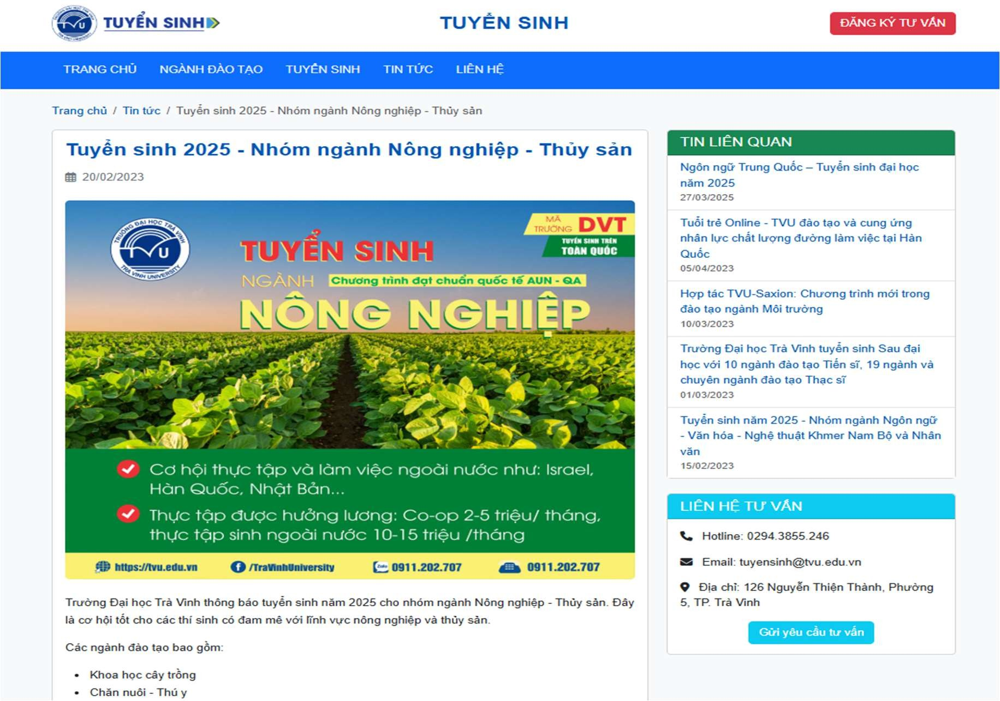 TRƯỜNG ĐẠI HỌC TRÀ VINH
TVU
TRA VINH UNIVERSITY
TUYỂN SINH
TUYỂN SINH
ĐĂNG KÝ TƯ VẤN
TRANG CHỦ
NGÀNH ĐÀO TẠO
TUYỂN SINH
TIN TỨC
LIÊN HỆ
Trang chủ / Tin tức / Tuyển sinh 2025 - Nhóm ngành Nông nghiệp - Thủy sản
Tuyển sinh 2025 - Nhóm ngành Nông nghiệp - Thủy sản
20/02/2023
TRƯỜNG ĐẠI HỌC TRÀ VINH
TVU
TRA VINH UNIVERSITY
MÃ
TRƯỜNG DVT
TUYỂN SINH TRÊN
TOÀN QUỐC
TUYỂN SINH
NGÀNH Chương trình đạt chuẩn quốc tế AUN - QA
NÔNG NGHIỆP
Cơ hội thực tập và làm việc ngoài nước như: Israel,
Hàn Quốc, Nhật Bản...
Thực tập được hưởng lương: Co-op 2-5 triệu/ tháng,
thực tập sinh ngoài nước 10-15 triệu /tháng
https://tvu.edu.vn
/TraVinhUniversity
Zalo 0911.202.707
0911.202.707
Trường Đại học Trà Vinh thông báo tuyển sinh năm 2025 cho nhóm ngành Nông nghiệp - Thủy sản. Đây
là cơ hội tốt cho các thí sinh có đam mê với lĩnh vực nông nghiệp và thủy sản.
Các ngành đào tạo bao gồm:
• Khoa học cây trồng
• Chăn nuôi - Thú y
TIN LIÊN QUAN
Ngôn ngữ Trung Quốc – Tuyển sinh đại học
năm 2025
27/03/2025
Tuổi trẻ Online - TVU đào tạo và cung ứng
nhân lực chất lượng đường làm việc tại Hàn
Quốc
05/04/2023
Hợp tác TVU-Saxion: Chương trình mới trong
đào tạo ngành Môi trường
10/03/2023
Trường Đại học Trà Vinh tuyển sinh Sau đại
học với 10 ngành đào tạo Tiến sĩ, 19 ngành và
chuyên ngành đào tạo Thạc sĩ
01/03/2023
Tuyển sinh năm 2025 - Nhóm ngành Ngôn ngữ
- Văn hóa - Nghệ thuật Khmer Nam Bộ và Nhân
văn
15/02/2023
LIÊN HỆ TƯ VẤN
Hotline: 0294.3855.246
Email: tuyensinh@tvu.edu.vn
Địa chỉ: 126 Nguyễn Thiện Thành, Phường
5, TP. Trà Vinh
Gửi yêu cầu tư vấn